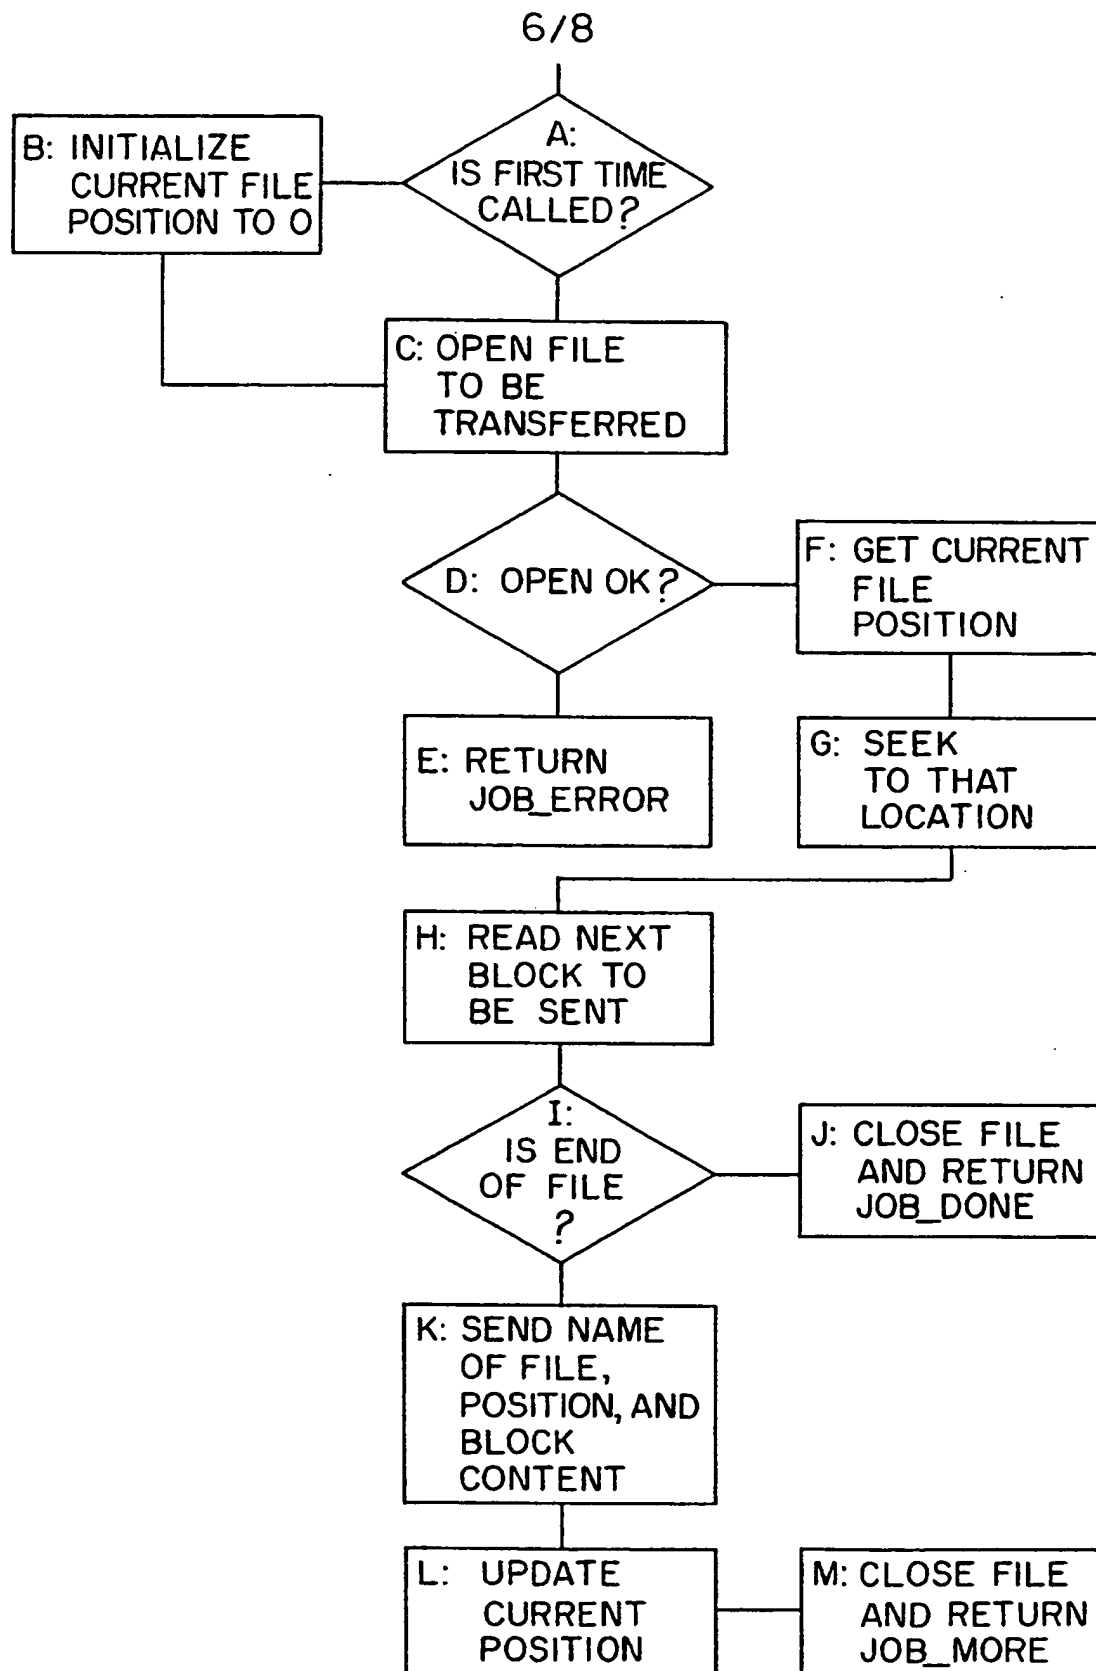 6/8
A:
IS FIRST TIME
CALLED?
B: INITIALIZE
CURRENT FILE
POSITION TO 0
C: OPEN FILE
TO BE
TRANSFERRED
D: OPEN OK?
F: GET CURRENT
FILE
POSITION
E: RETURN
JOB_ERROR
G: SEEK
TO THAT
LOCATION
H: READ NEXT
BLOCK TO
BE SENT
I:
IS END
OF FILE
?
J: CLOSE FILE
AND RETURN
JOB_DONE
K: SEND NAME
OF FILE,
POSITION, AND
BLOCK
CONTENT
L: UPDATE
CURRENT
POSITION
M: CLOSE FILE
AND RETURN
JOB_MORE